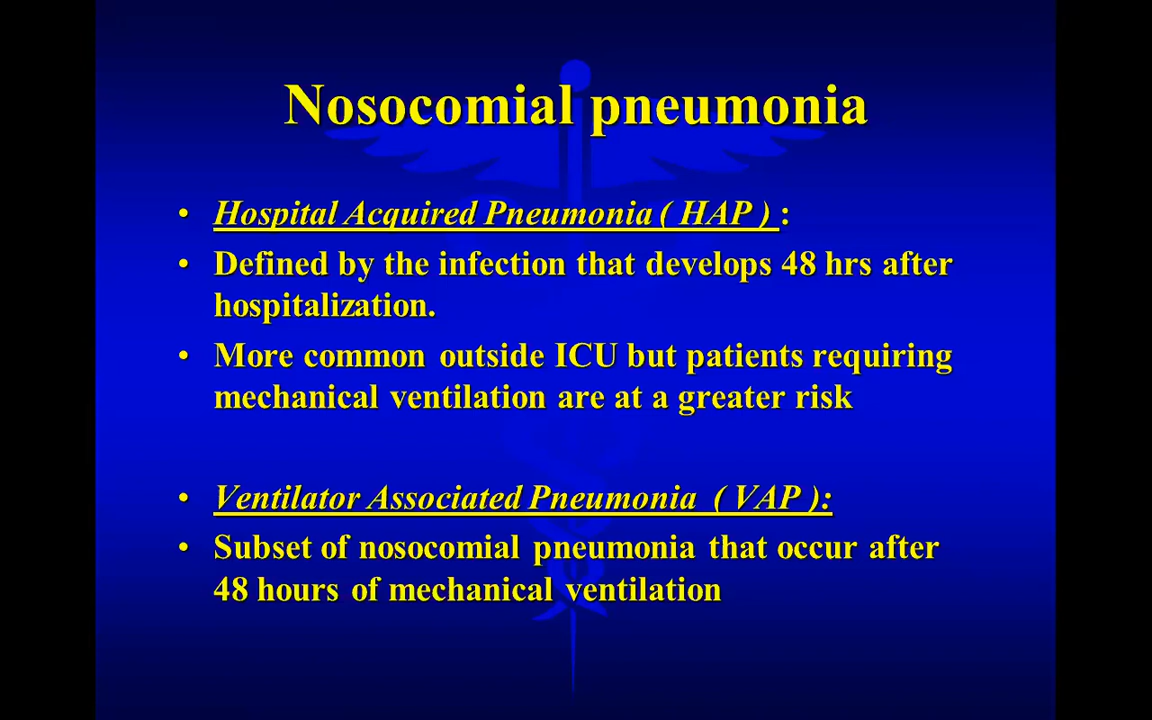 Nosocomial pneumonia
• Hospital Acquired Pneumonia ( HAP ) :
• Defined by the infection that develops 48 hrs after
hospitalization.
• More common outside ICU but patients requiring
mechanical ventilation are at a greater risk
• Ventilator Associated Pneumonia ( VAP ):
• Subset of nosocomial pneumonia that occur after
48 hours of mechanical ventilation